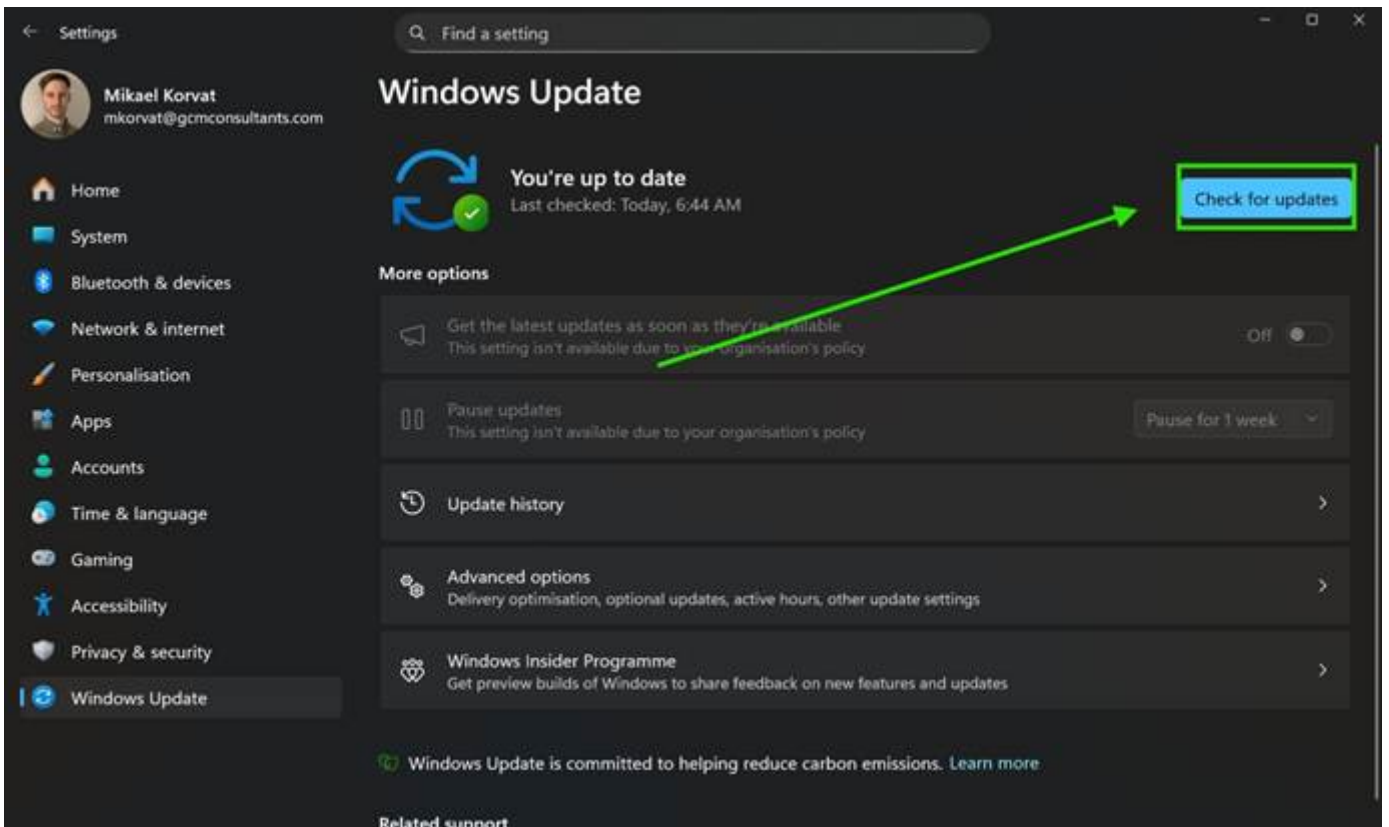 Settings
Find a setting
Mikael Korvat
mkorvat@gcmconsultants.com
Home
System
Bluetooth & devices
Network & internet
Personalisation
Apps
Accounts
Time & language
Gaming
Accessibility
Privacy & security
Windows Update
Windows Update
You're up to date
Last checked: Today, 6:44 AM
Check for updates
More options
Get the latest updates as soon as they're available
This setting isn't available due to your organisation's policy
Off
Pause updates
This setting isn't available due to your organisation's policy
Pause for 1 week
Update history
Advanced options
Delivery optimisation, optional updates, active hours, other update settings
Windows Insider Programme
Get preview builds of Windows to share feedback on new features and updates
Windows Update is committed to helping reduce carbon emissions. Learn more
Related support